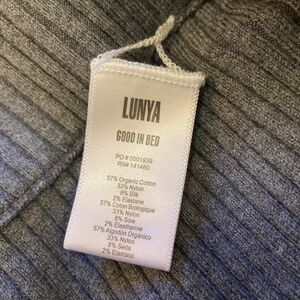 LUNYA
GOOD IN BED
PO # 0001939
RN# 141460
57% Organic Cotton
33% Nylon
8% Silk
2% Elastane
57% Coton Biologique
33% Nylon
8% Soie
2% Elasthanne
57% Algodón Orgánico
33% Nylon
8% Seda
2% Elastano